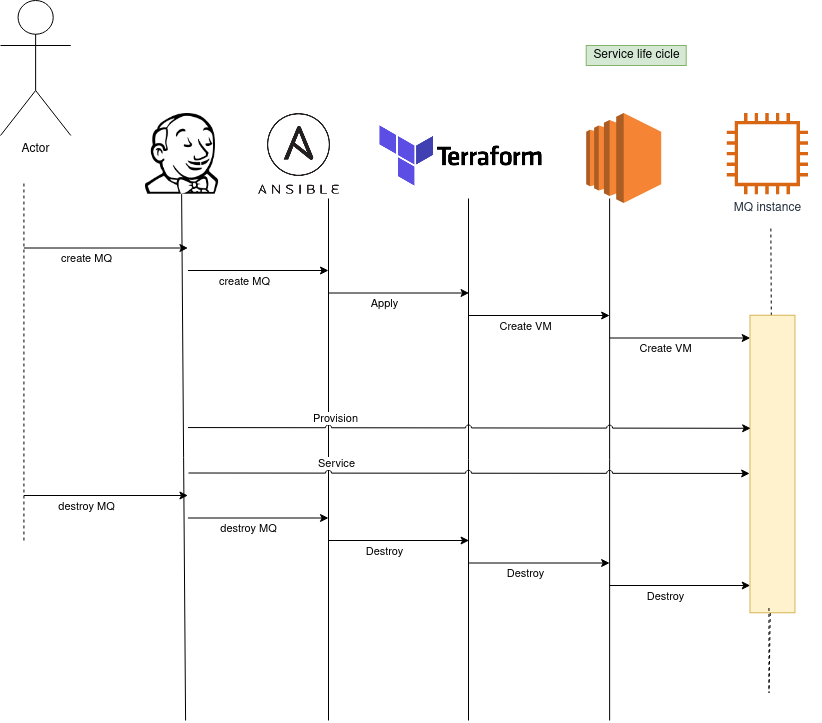 Service life cicle
Actor
ANSIBLE
Terraform
MQ instance
create MQ
create MQ
Apply
Create VM
Create VM
Provision
Service
destroy MQ
destroy MQ
Destroy
Destroy
Destroy